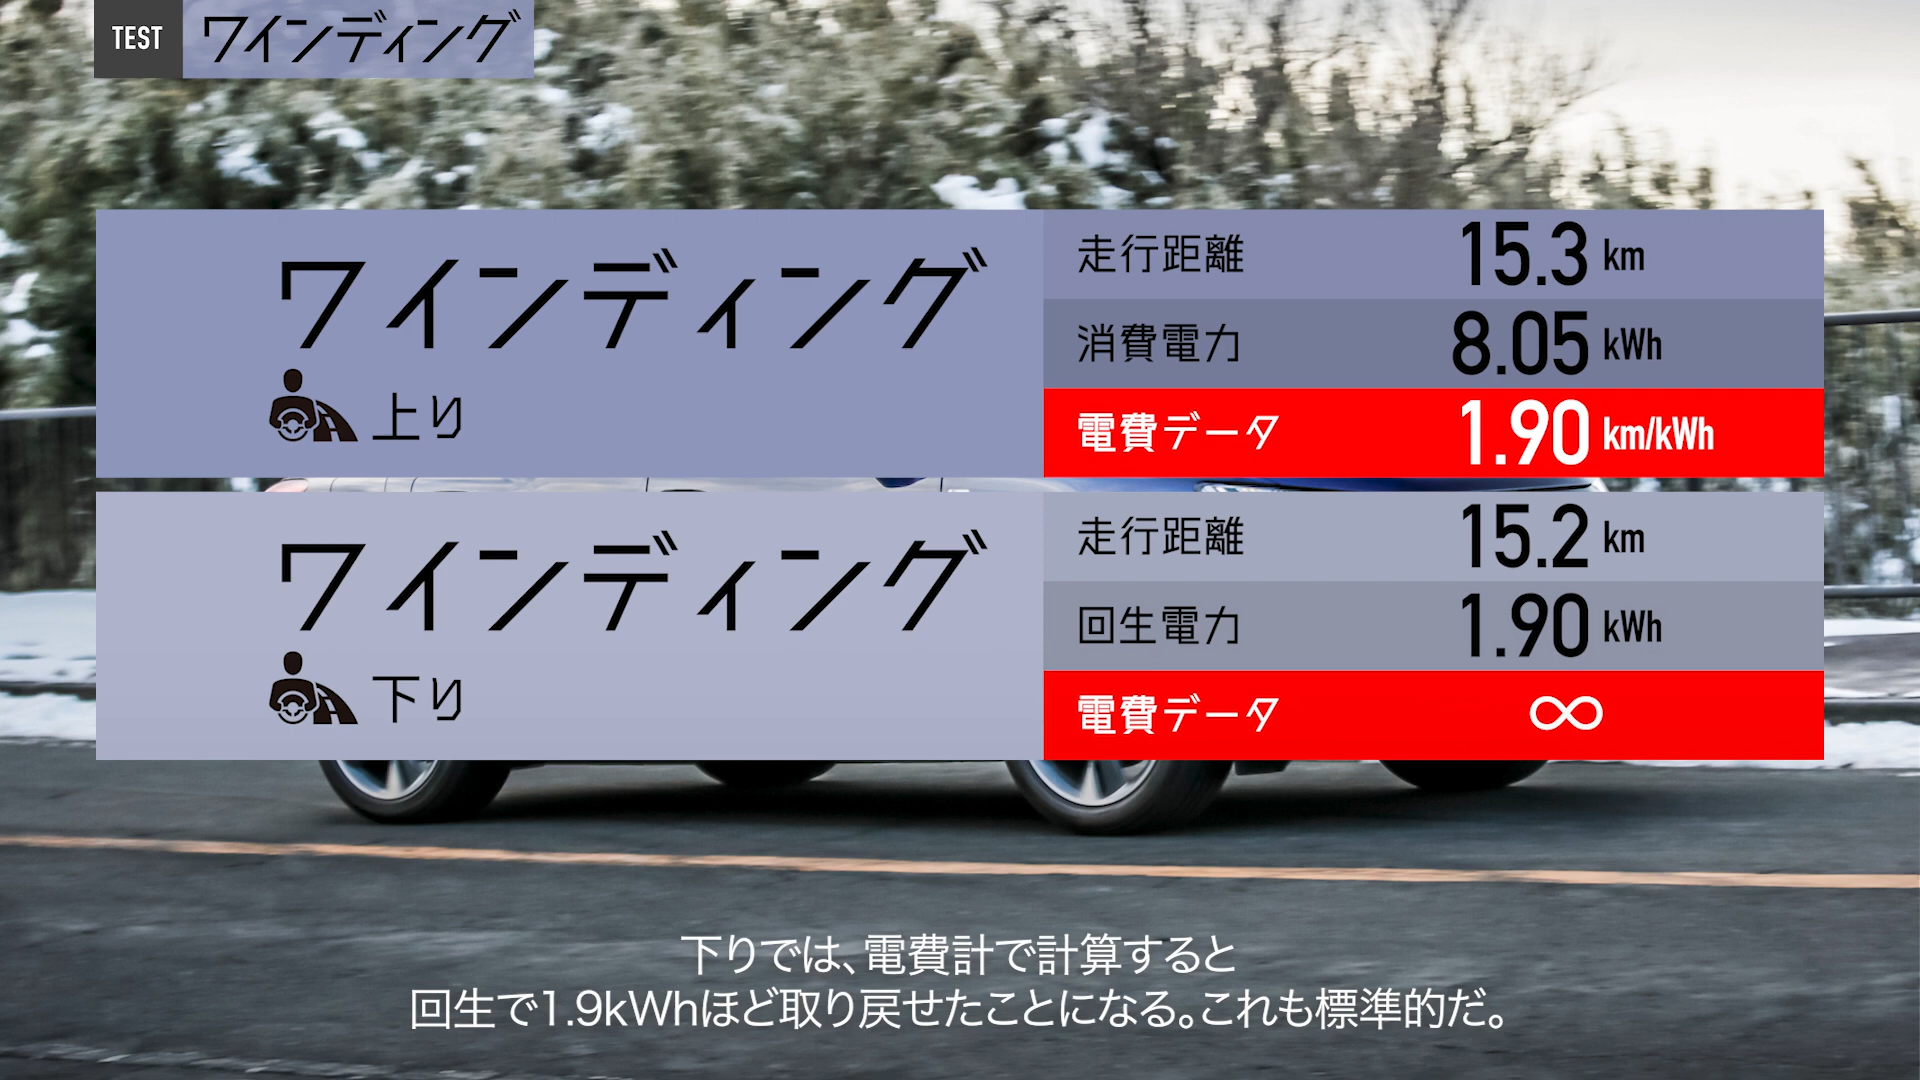 TEST ワインディング
ワインディング
上り
走行距離 15.3 km
消費電力 8.05 kWh
電費データ 1.90 km/kWh
ワインディング
下り
走行距離 15.2 km
回生電力 1.90 kWh
電費データ ∞
下りでは、電費計で計算すると
回生で1.9kWhほど取り戻せたことになる。これも標準的だ。